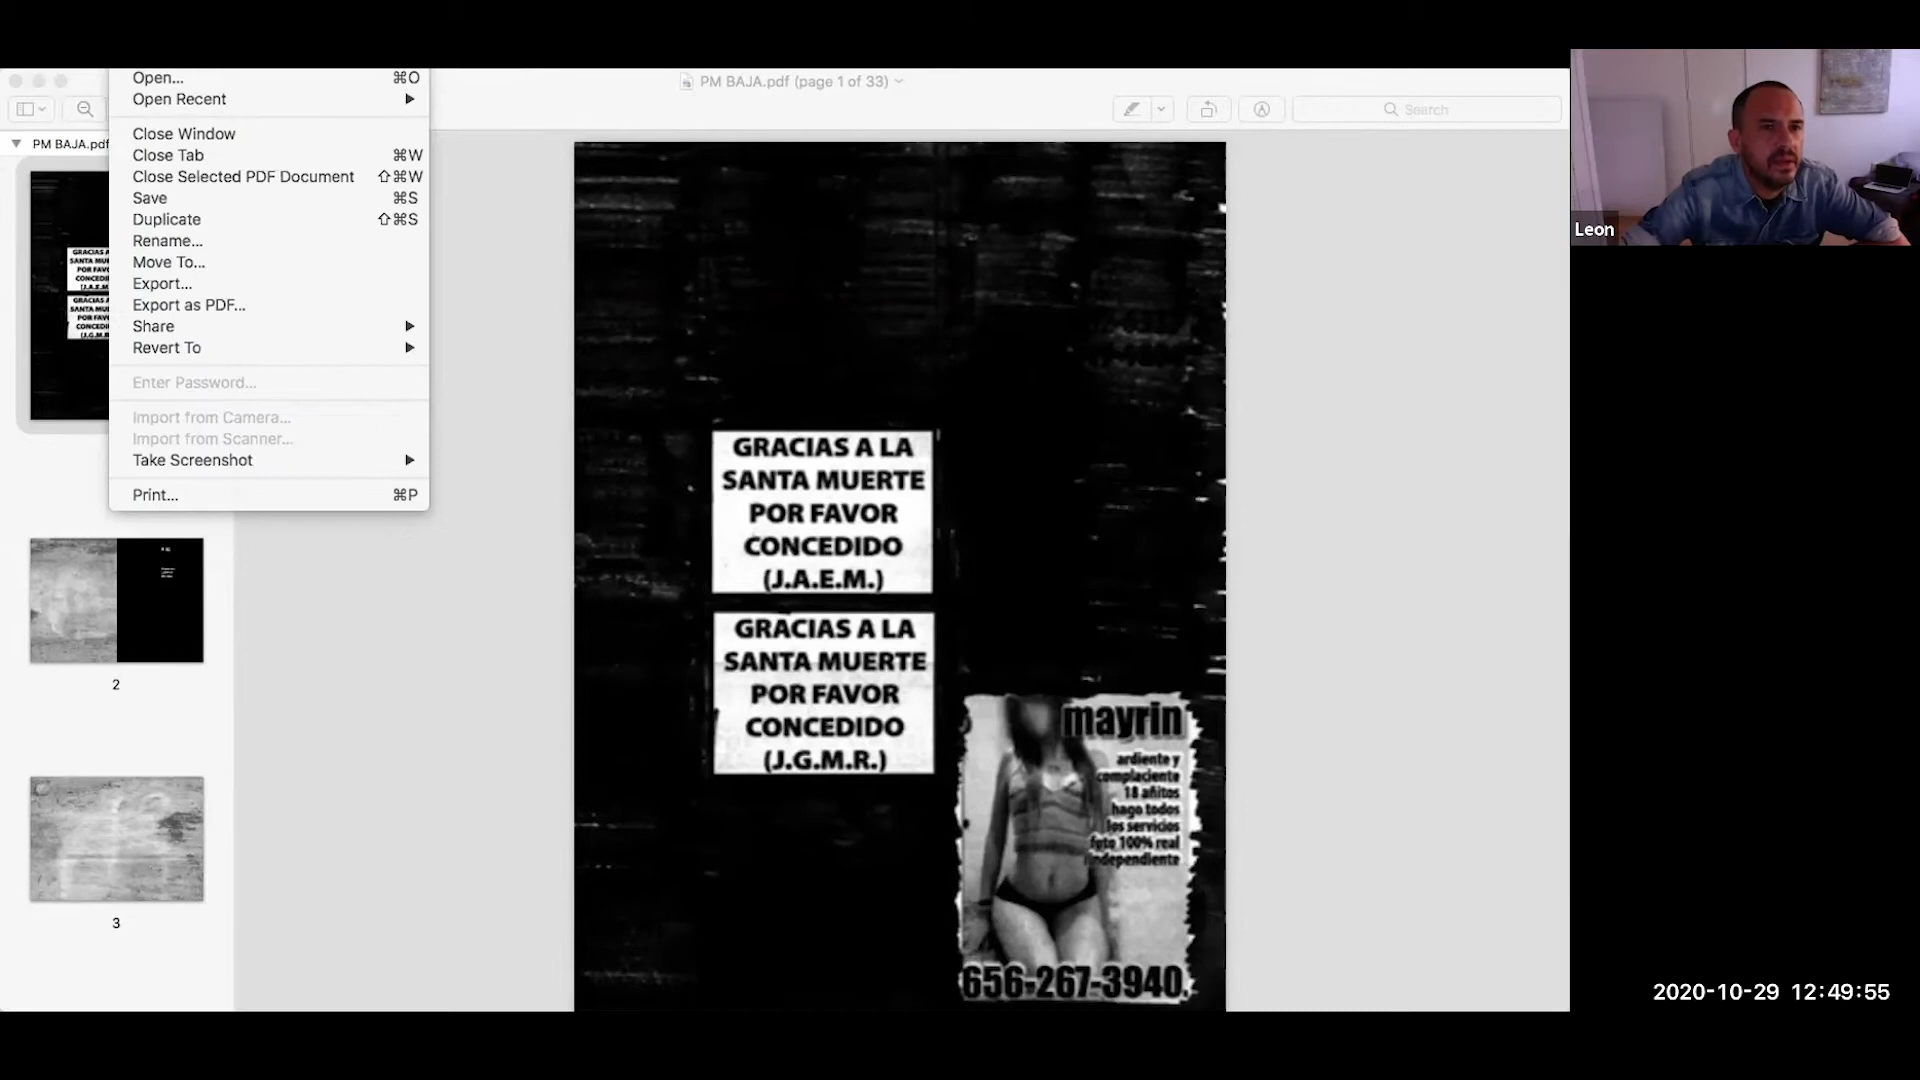 PM BAJA.pdf (page 1 of 33)
Search
PM BAJA.pdf
Open... ⌘O
Open Recent ▶
Close Window
Close Tab ⌘W
Close Selected PDF Document ⇧⌘W
Save ⌘S
Duplicate ⇧⌘S
Rename...
Move To...
Export...
Export as PDF...
Share ▶
Revert To ▶
Enter Password...
Import from Camera...
Import from Scanner...
Take Screenshot ▶
Print... ⌘P
2
3
GRACIAS A LA
SANTA MUERTE
POR FAVOR
CONCEDIDO
(J.A.E.M.)
GRACIAS A LA
SANTA MUERTE
POR FAVOR
CONCEDIDO
(J.G.M.R.)
mayrin
ardiente y
complaciente
18 añitos
hago todos
los servicios
foto 100% real
independiente
656-267-3940
Leon
2020-10-29 12:49:55